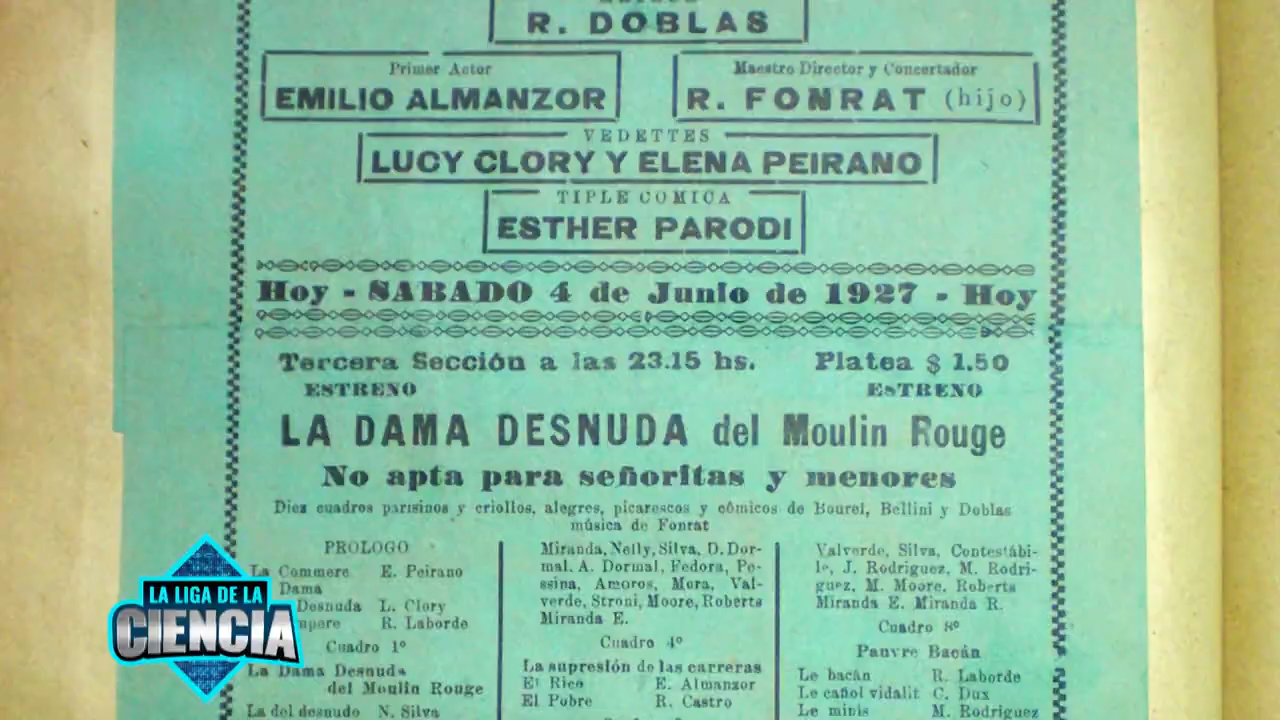 R. DOBLAS
Primer Actor
EMILIO ALMANZOR
Maestro Director y Concertador
R. FONRAT (hijo)
VEDETTES
LUCY CLORY Y ELENA PEIRANO
TIPLE COMICA
ESTHER PARODI
Hoy - SABADO 4 de Junio de 1927 - Hoy
Tercera Sección a las 23.15 hs. Platea $ 1.50
ESTRENO ESTRENO
LA DAMA DESNUDA del Moulin Rouge
No apta para señoritas y menores
Diez cuadros parisinos y criollos, alegres, picarescos y cómicos de Bourel, Bellini y Doblas
música de Fonrat
PROLOGO
La Commere E. Peirano
Dama
Desnuda L. Clory
R. Laborde
Cuadro 1º
La Dama Desnuda
del Moulin Rouge
La del desnudo N. Silva
Miranda, Nelly, Silva, D. Dor-
mal. A. Dormal, Fedora, Pe-
ssina, Amoros, Mora, Val-
verde, Stroni, Moore, Roberts
Miranda E.
Cuadro 4º
La supresión de las carreras
El Rico E. Almanzor
El Pobre R. Castro
Valverde, Silva, Contestábi-
le, J. Rodriguez, M. Rodri-
guez, M. Moore, Roberts
Miranda E. Miranda R.
Cuadro 8º
Pauvre Bacán
Le bacán R. Laborde
Le cañol vidalit C. Dux
Le minis M. Rodriguez
LA LIGA DE LA
CIENCIA